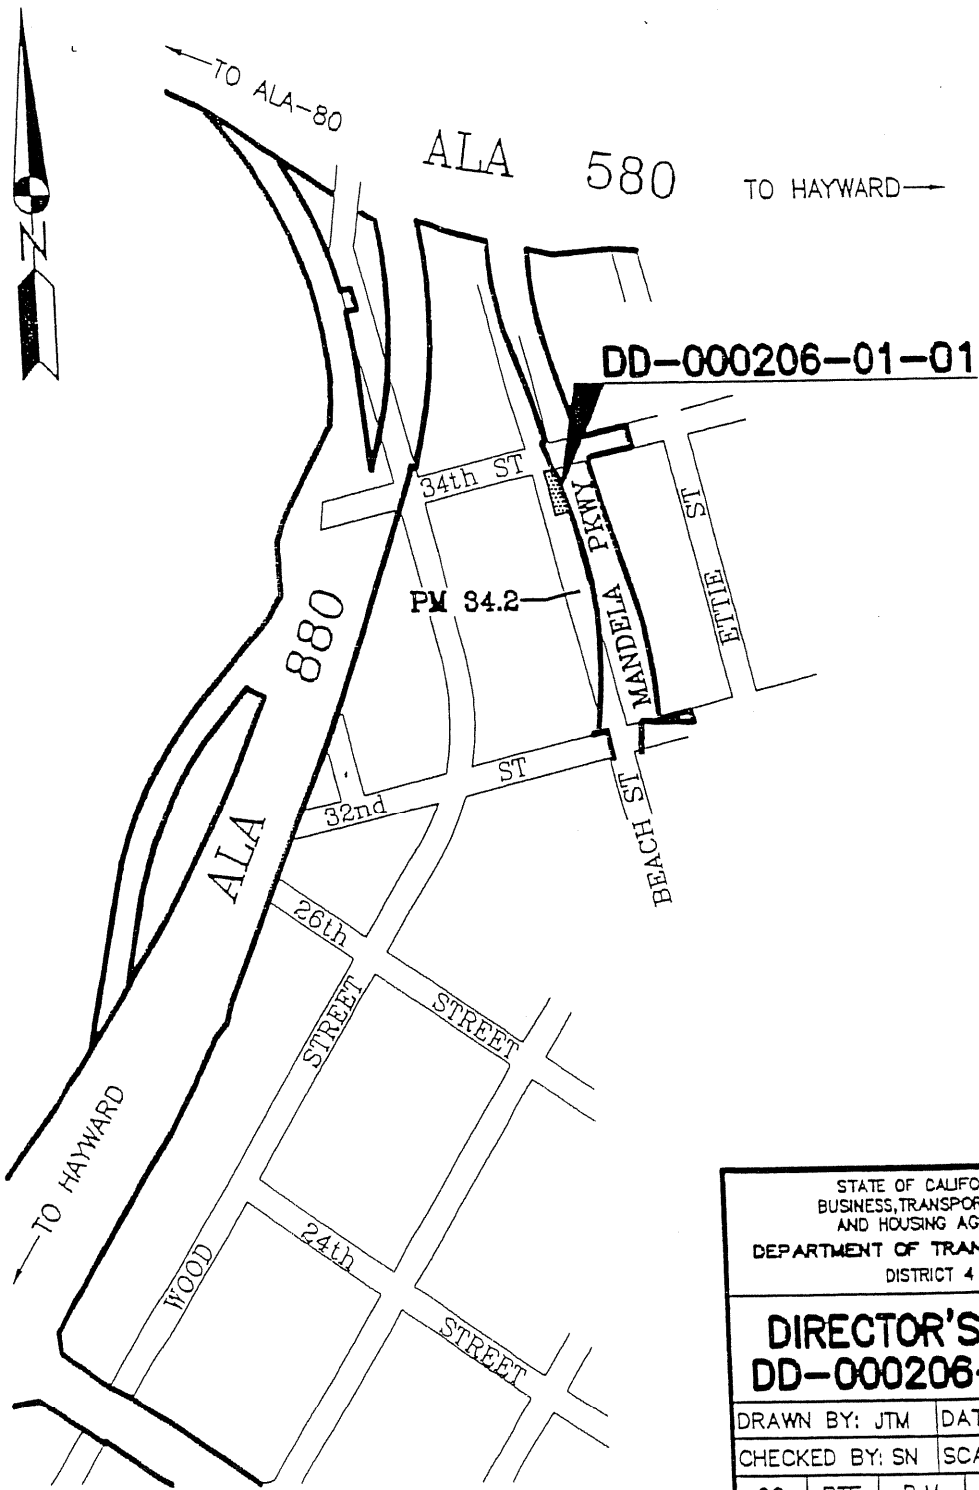 TO ALA-80
ALA 580
TO HAYWARD
N
DD-000206-01-01
34th ST
MANDELA PKWY
ETTIE ST
PM 34.2
ALA 880
32nd ST
BEACH ST
26th STREET
WOOD STREET
24th STREET
TO HAYWARD
STATE OF CALIFO
BUSINESS, TRANSPOR
AND HOUSING AG
DEPARTMENT OF TRAN
DISTRICT 4
DIRECTOR'S
DD-000206-
DRAWN BY: JTM DAT
CHECKED BY: SN SCA